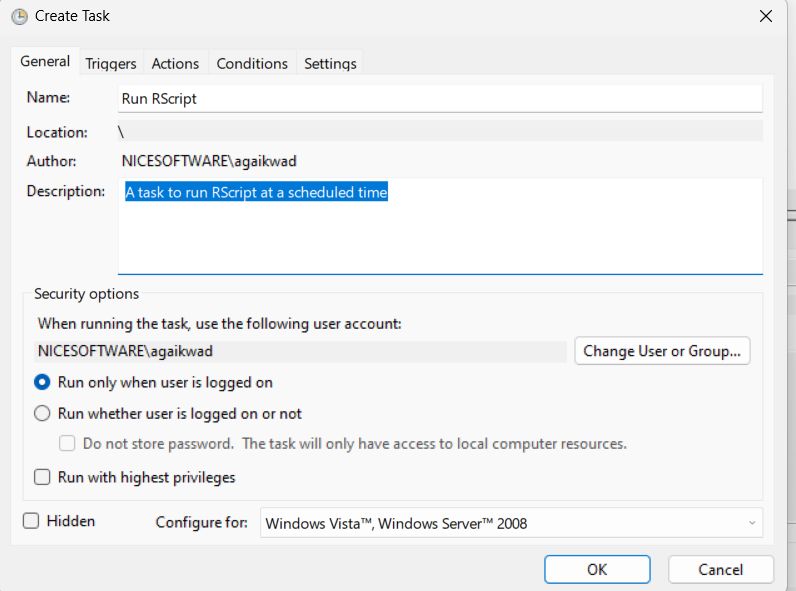 Create Task
General Triggers Actions Conditions Settings
Name: Run RScript
Location: \
Author: NICESOFTWARE\agaikwad
Description: A task to run RScript at a scheduled time
Security options
When running the task, use the following user account:
NICESOFTWARE\agaikwad Change User or Group...
Run only when user is logged on
Run whether user is logged on or not
Do not store password. The task will only have access to local computer resources.
Run with highest privileges
Hidden Configure for: Windows Vista™, Windows Server™ 2008
OK Cancel